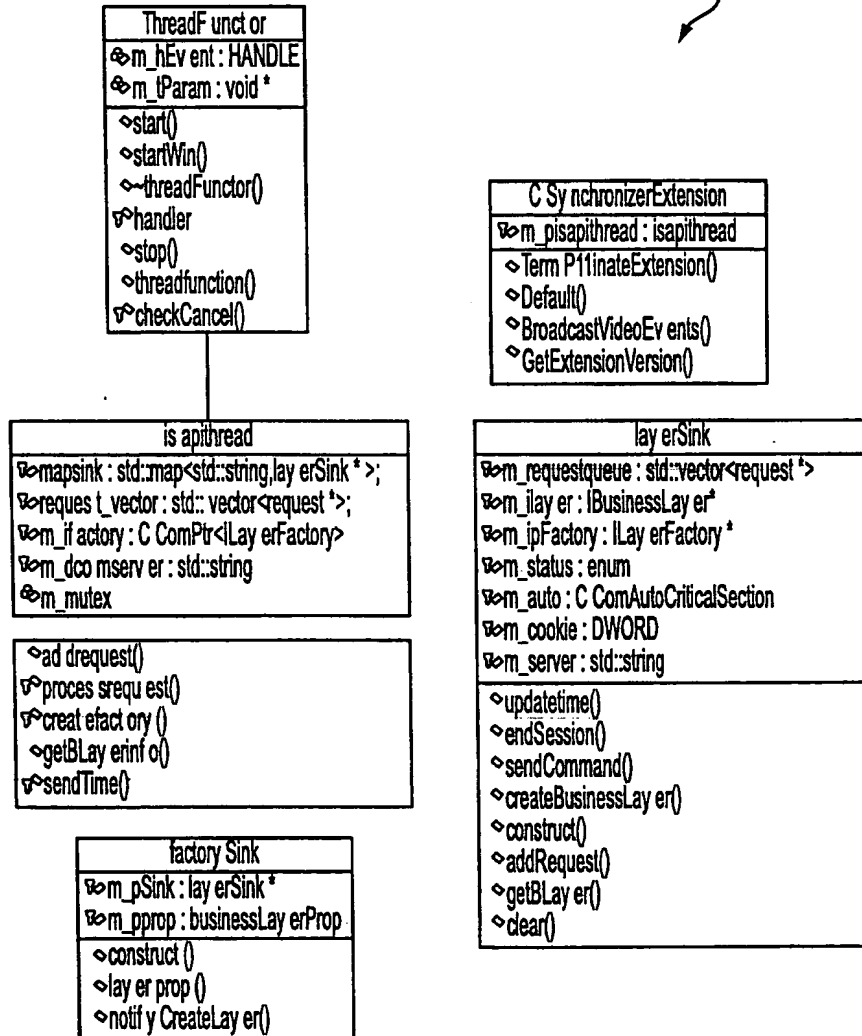 ThreadF unct or
m_hEv ent : HANDLE
m_tParam : void *
start()
startWin()
~threadFunctor()
handler
stop()
threadfunction()
checkCancel()
C Sy nchronizerExtension
m_pisapithread : isapithread
Term P11inateExtension()
Default()
BroadcastVideoEv ents()
GetExtensionVersion()
is apithread
mapsink : std::map<std::string,lay erSink * >;
reques t_vector : std:: vector<request *>;
m_if actory : C ComPtr<iLay erFactory>
m_dco mserv er : std::string
m_mutex
ad drequest()
proces srequ est()
creat efact ory ()
getBLay erinf o()
sendTime()
lay erSink
m_requestqueue : std::vector<request *>
m_ilay er : IBusinessLay er*
m_ipFactory : ILay erFactory *
m_status : enum
m_auto : C ComAutoCriticalSection
m_cookie : DWORD
m_server : std::string
updatetime()
endSession()
sendCommand()
createBusinessLay er()
construct()
addRequest()
getBLay er()
clear()
factory Sink
m_pSink : lay erSink *
m_pprop : businessLay erProp
construct ()
lay er prop ()
notif y CreateLay er()